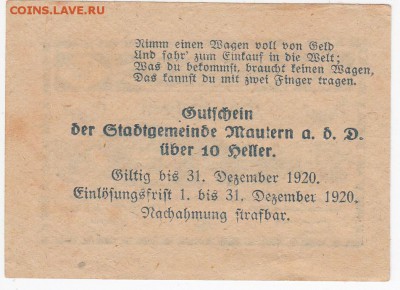 COINS.LAVE.RU
Nimm einen Wagen voll von Geld
Und fahr' zum Einkauf in die Welt;
Was du bekommst, braucht keinen Wagen,
Das kannst du mit zwei Finger tragen.
Gutschein
der Stadtgemeinde Mautern a. d. D.
über 10 Heller.
Giltig bis 31. Dezember 1920.
Einlösungsfrist 1. bis 31. Dezember 1920.
Nachahmung strafbar.